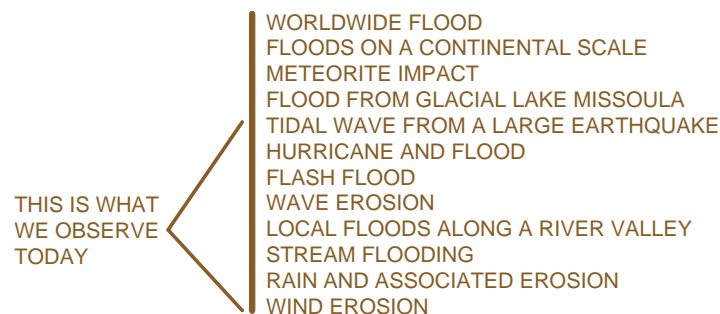 WORLDWIDE FLOOD
FLOODS ON A CONTINENTAL SCALE
METEORITE IMPACT
FLOOD FROM GLACIAL LAKE MISSOULA
TIDAL WAVE FROM A LARGE EARTHQUAKE
HURRICANE AND FLOOD
FLASH FLOOD
WAVE EROSION
LOCAL FLOODS ALONG A RIVER VALLEY
STREAM FLOODING
RAIN AND ASSOCIATED EROSION
WIND EROSION
THIS IS WHAT
WE OBSERVE
TODAY